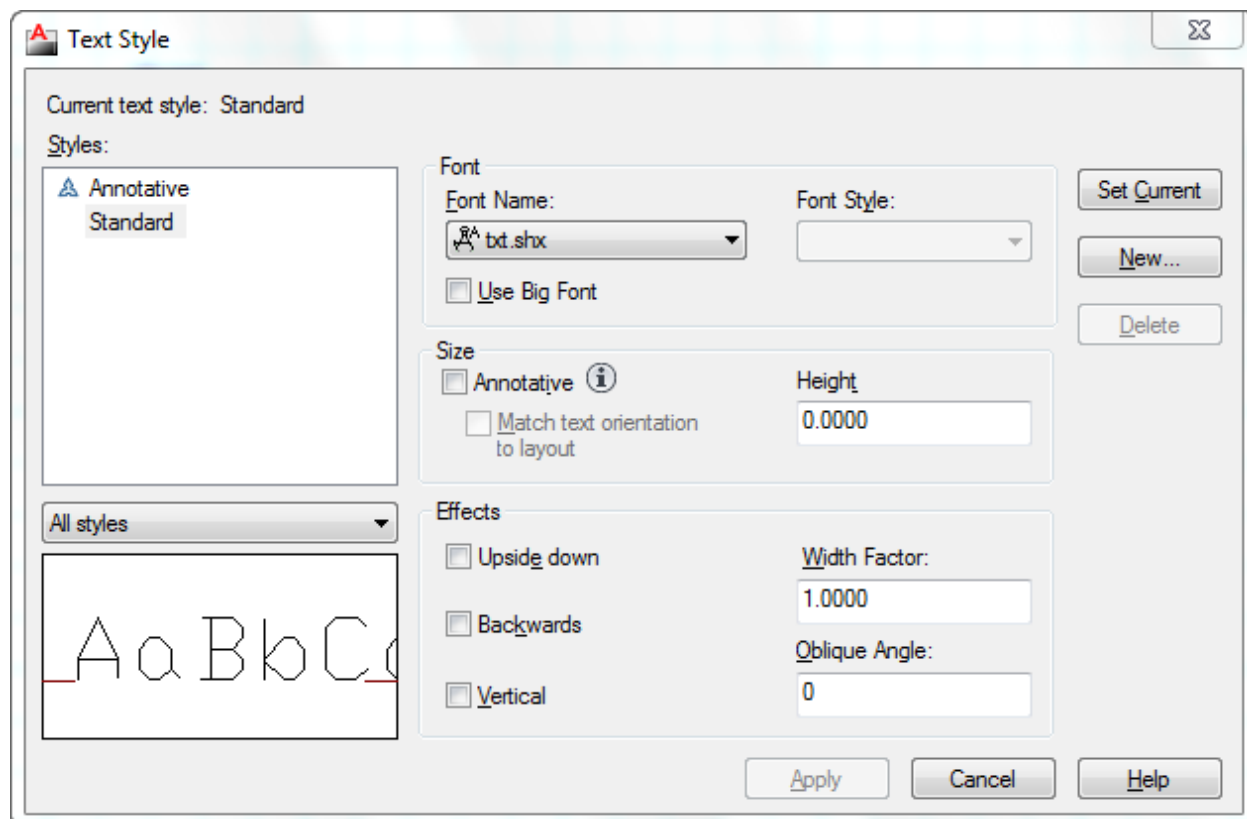 Text Style
Current text style: Standard
Styles:
Annotative
Standard
All styles
AaBbC
Font
Font Name:
txt.shx
Use Big Font
Font Style:
Size
Annotative
Match text orientation
to layout
Height
0.0000
Effects
Upside down
Backwards
Vertical
Width Factor:
1.0000
Oblique Angle:
0
Set Current
New...
Delete
Apply
Cancel
Help